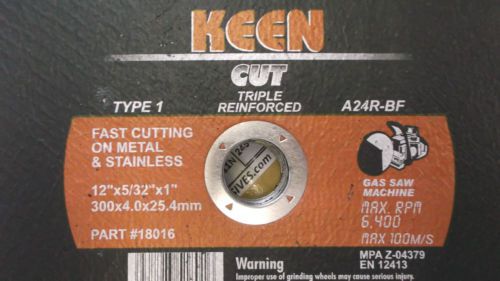 KEEN
CUT
TRIPLE
REINFORCED
TYPE 1
A24R-BF
FAST CUTTING
ON METAL
& STAINLESS
12"x5/32"x1"
300x4.0x25.4mm
PART #18016
IVES.com
GAS SAW
MACHINE
MAX. RPM
6,400
MAX 100M/S
MPA Z-04379
EN 12413
Warning
Improper use of grinding wheels may cause serious injury.